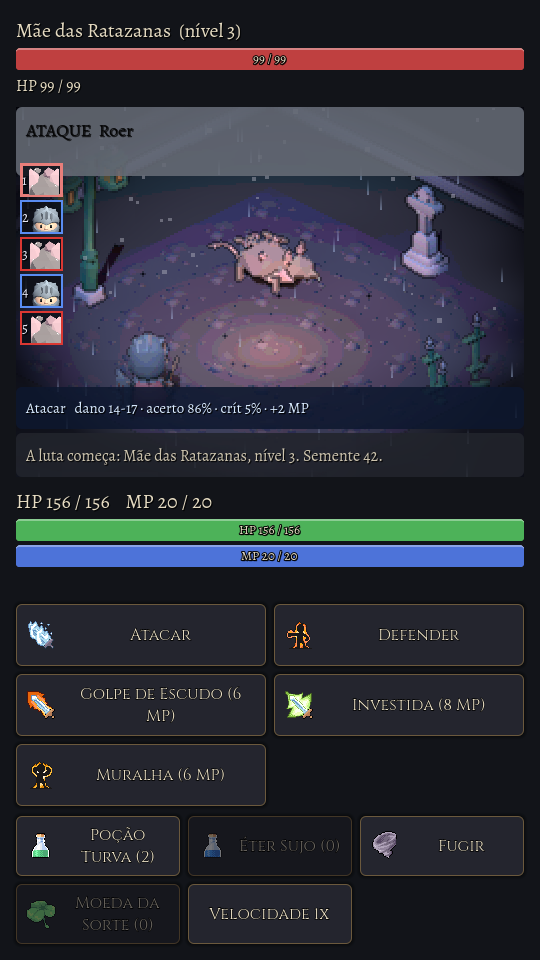 Mãe das Ratazanas (nível 3)
99 / 99
HP 99 / 99
ATAQUE Roer
1
2
3
4
5
Atacar dano 14-17 · acerto 86% · crít 5% · +2 MP
A luta começa: Mãe das Ratazanas, nível 3. Semente 42.
HP 156 / 156 MP 20 / 20
HP 156 / 156
MP 20 / 20
Atacar
Defender
Golpe de Escudo (6
MP)
Investida (8 MP)
Muralha (6 MP)
Poção
Turva (2)
Éter Sujo (0)
Fugir
Moeda da
Sorte (0)
Velocidade 1x